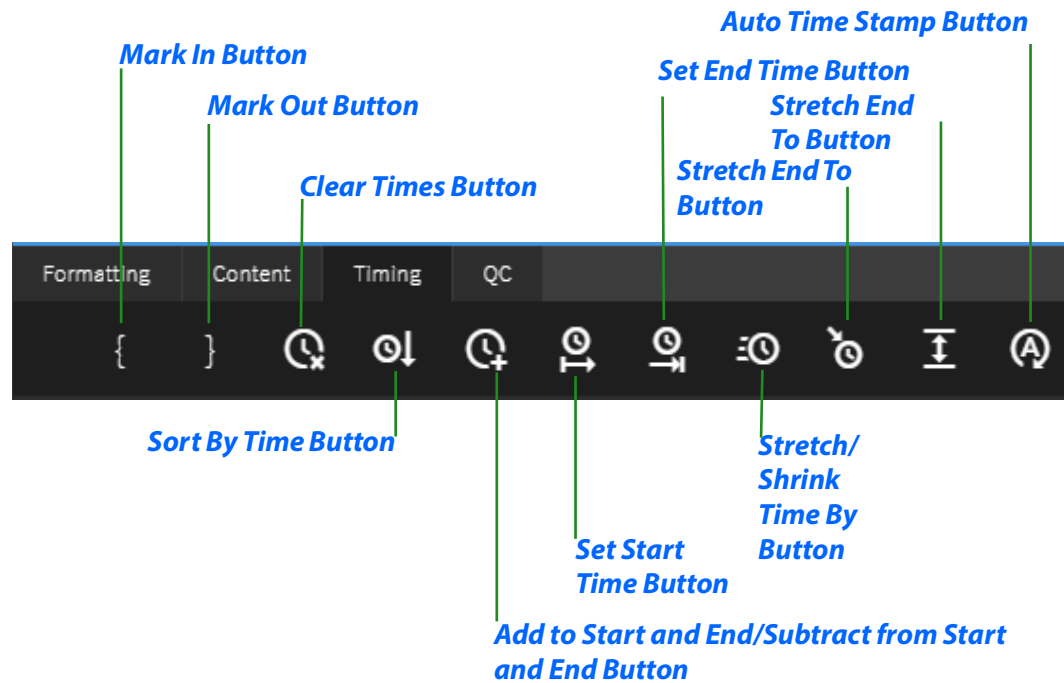 Auto Time Stamp Button
Mark In Button
Set End Time Button
Mark Out Button
Stretch End
To Button
Stretch End To
Button
Clear Times Button
Formatting
Content
Timing
QC
{
}
A
Sort By Time Button
Stretch/
Shrink
Time By
Button
Set Start
Time Button
Add to Start and End/Subtract from Start
and End Button